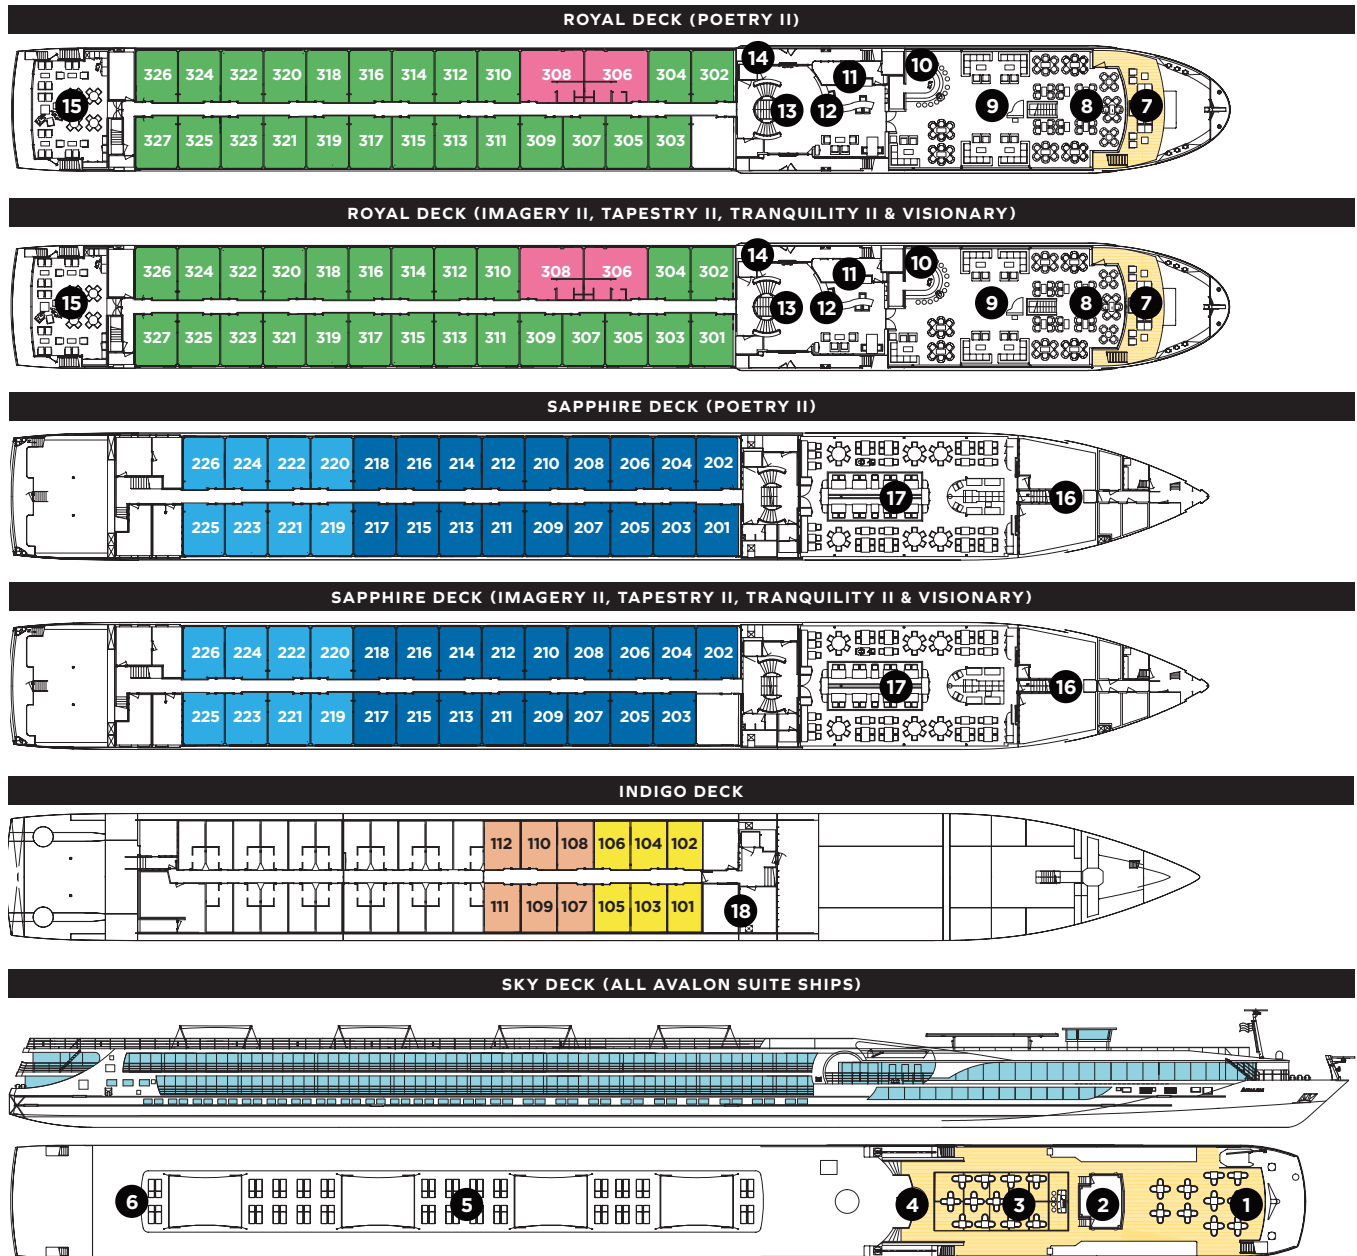 ROYAL DECK (POETRY II)
14
11
10
326 324 322 320 318 316 314 312 310 308 306 304 302
15
13 12 9 8 7
327 325 323 321 319 317 315 313 311 309 307 305 303
ROYAL DECK (IMAGERY II, TAPESTRY II, TRANQUILITY II & VISIONARY)
14
11
10
326 324 322 320 318 316 314 312 310 308 306 304 302
15
13 12 9 8 7
327 325 323 321 319 317 315 313 311 309 307 305 303 301
SAPPHIRE DECK (POETRY II)
226 224 222 220 218 216 214 212 210 208 206 204 202
17 16
225 223 221 219 217 215 213 211 209 207 205 203 201
SAPPHIRE DECK (IMAGERY II, TAPESTRY II, TRANQUILITY II & VISIONARY)
226 224 222 220 218 216 214 212 210 208 206 204 202
17 16
225 223 221 219 217 215 213 211 209 207 205 203
INDIGO DECK
112 110 108 106 104 102
111 109 107 105 103 101
18
SKY DECK (ALL AVALON SUITE SHIPS)
6 5 4 3 2 1